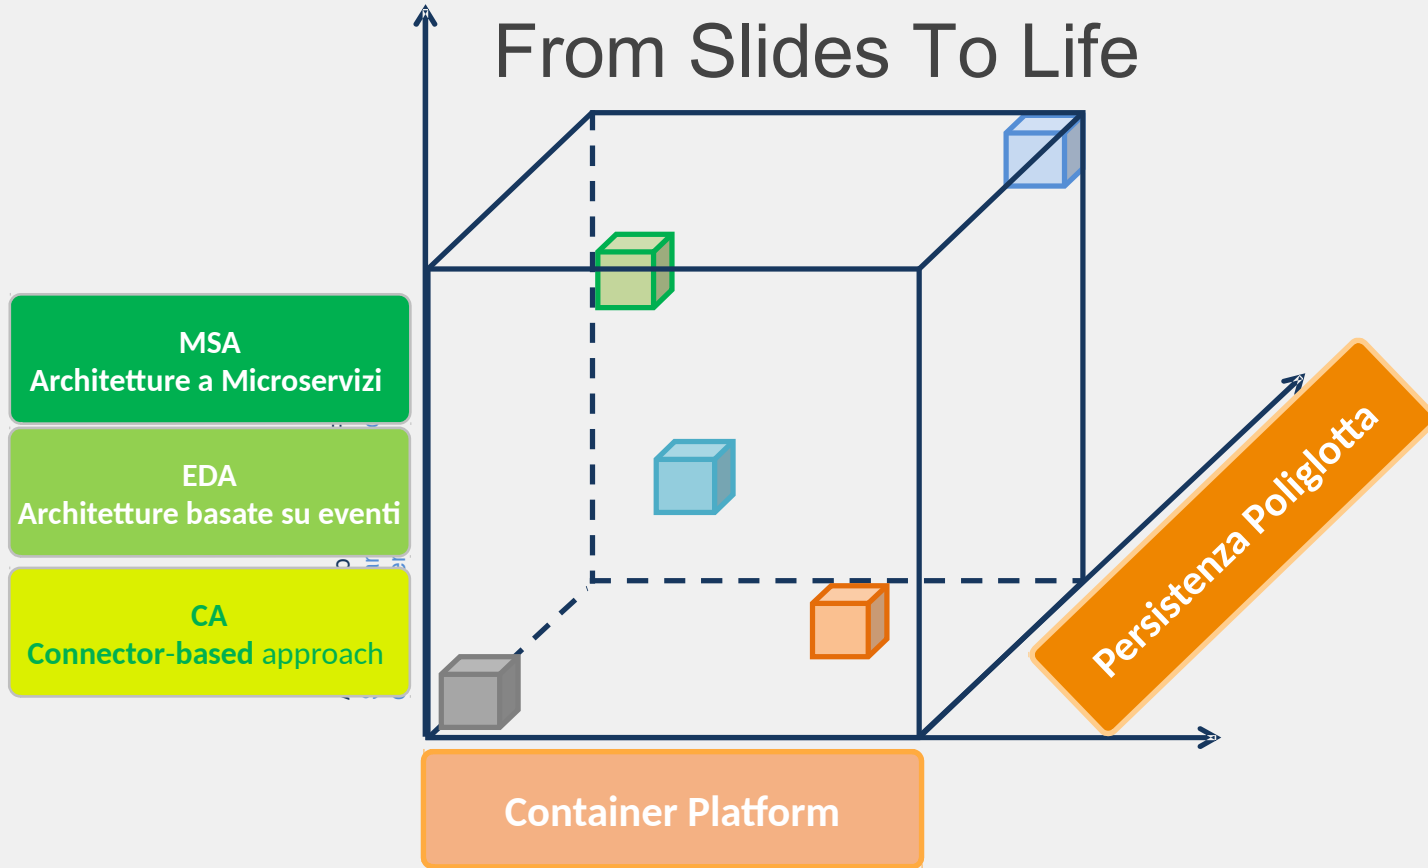 From Slides To Life
MSA
Architetture a Microservizi
EDA
Architetture basate su eventi
CA
Connector-based approach
Persistenza Poliglotta
Container Platform